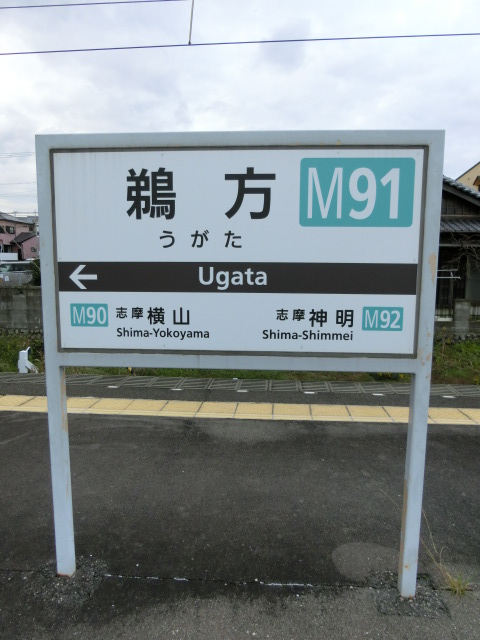 鵜方 M91
うがた
← Ugata
M90 志摩横山 志摩神明 M92
Shima-Yokoyama Shima-Shimmei